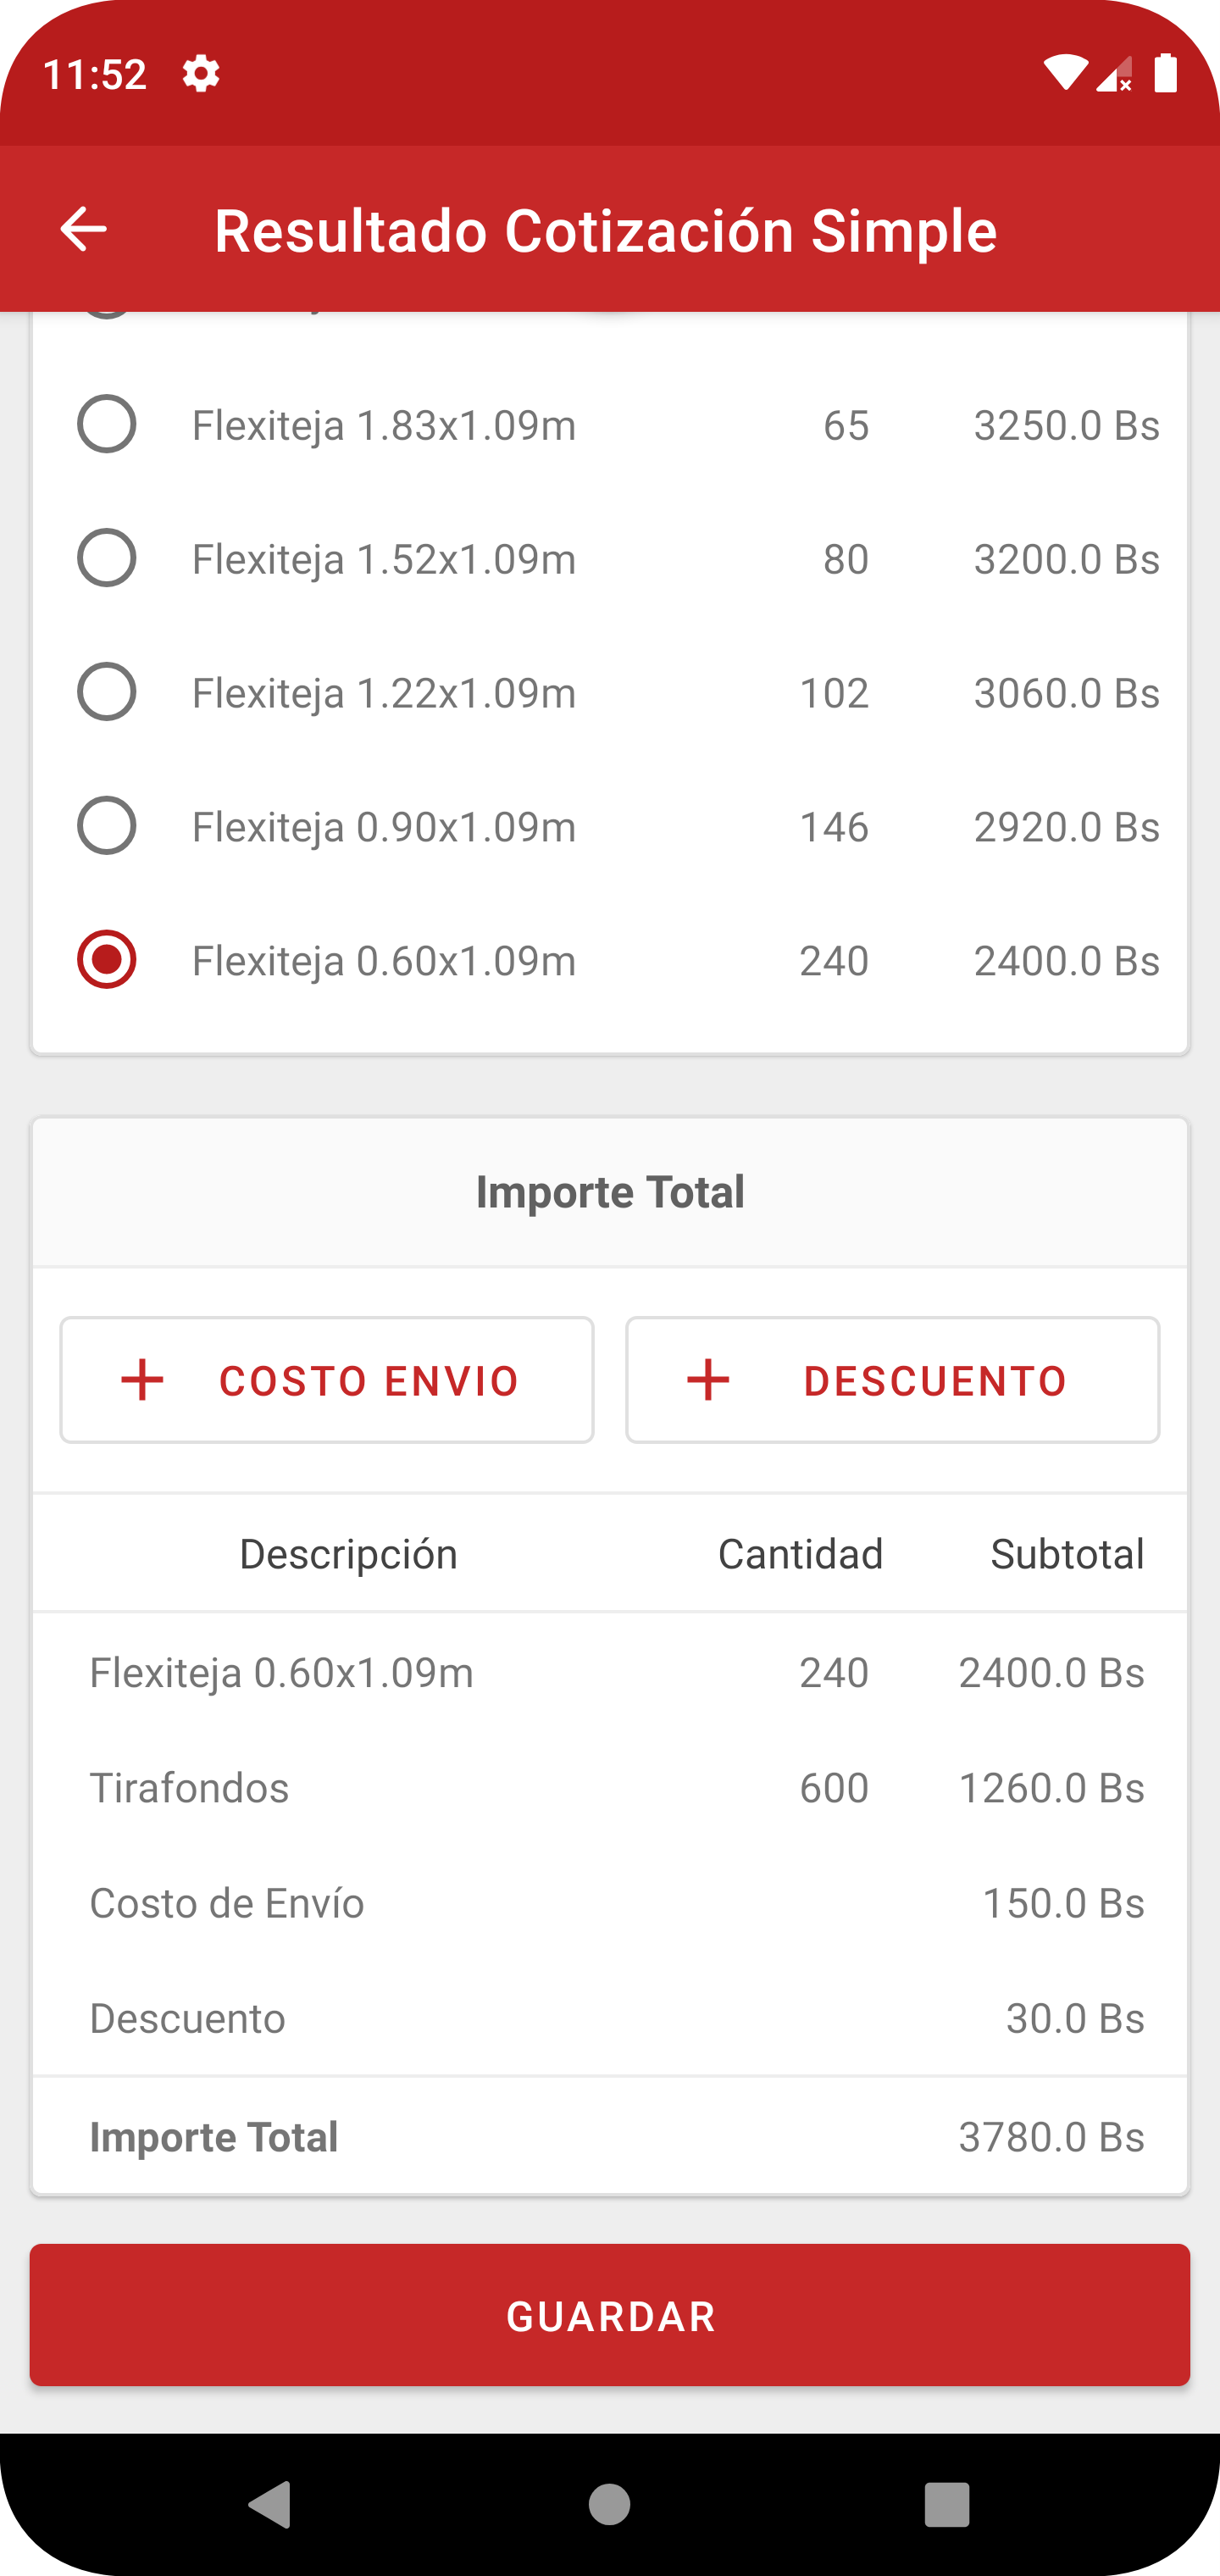 11:52
Resultado Cotización Simple
Flexiteja 1.83x1.09m 65 3250.0 Bs
Flexiteja 1.52x1.09m 80 3200.0 Bs
Flexiteja 1.22x1.09m 102 3060.0 Bs
Flexiteja 0.90x1.09m 146 2920.0 Bs
Flexiteja 0.60x1.09m 240 2400.0 Bs
Importe Total
COSTO ENVIO DESCUENTO
Descripción Cantidad Subtotal
Flexiteja 0.60x1.09m 240 2400.0 Bs
Tirafondos 600 1260.0 Bs
Costo de Envío 150.0 Bs
Descuento 30.0 Bs
Importe Total 3780.0 Bs
GUARDAR